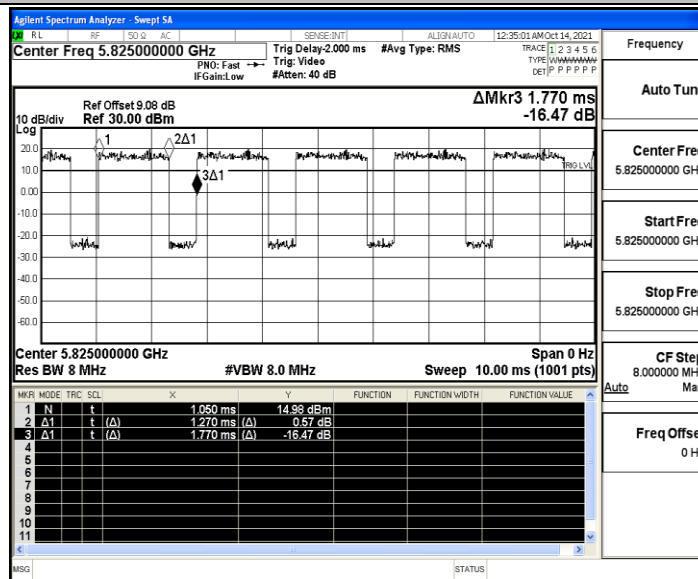 Agilent Spectrum Analyzer - Swept SA
RL RF 50 Ω AC SENSE:INT ALIGNAUTO 12:35:01 AM Oct 14, 2021
Center Freq 5.825000000 GHz
PNO: Fast
IFGain:Low
Trig Delay-2.000 ms
Trig: Video
#Atten: 40 dB
#Avg Type: RMS
TRACE 1 2 3 4 5 6
TYPE
DET P P P P P P
Frequency
ΔMkr3 1.770 ms
-16.47 dB
Ref Offset 9.08 dB
10 dB/div Ref 30.00 dBm
Log
20.0
10.0
0.00
-10.0
-20.0
-30.0
-40.0
-50.0
-60.0
1
2Δ1
3Δ1
TRIG LVL
Center 5.825000000 GHz Span 0 Hz
Res BW 8 MHz #VBW 8.0 MHz Sweep 10.00 ms (1001 pts)
MKR MODE TRC SCL X Y FUNCTION FUNCTION WIDTH FUNCTION VALUE
1 N t 1.050 ms 14.98 dBm
2 Δ1 t (Δ) 1.270 ms (Δ) 0.57 dB
3 Δ1 t (Δ) 1.770 ms (Δ) -16.47 dB
4
5
6
7
8
9
10
11
MSG STATUS
Auto Tun
Center Fre
5.825000000 GH
Start Fre
5.825000000 GH
Stop Fre
5.825000000 GH
CF Step
8.000000 MH
Auto Ma
Freq Offse
0 H